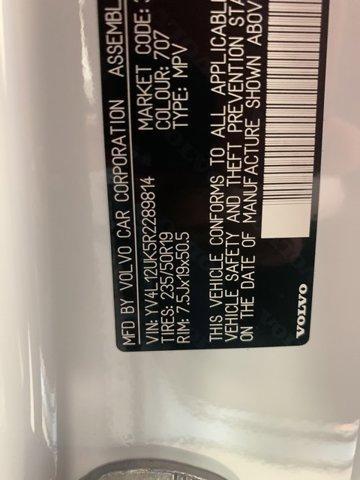 MFD BY VOLVO CAR CORPORATION ASSEMBL
VIN: YV4L12UK5R2289814 MARKET CODE: 3
TIRES: 235/50R19 COLOUR: 707
RIM: 7.5Jx19x50.5 TYPE: MPV
THIS VEHICLE CONFORMS TO ALL APPLICABLE
VEHICLE SAFETY AND THEFT PREVENTION STA
ON THE DATE OF MANUFACTURE SHOWN ABOV
VOLVO